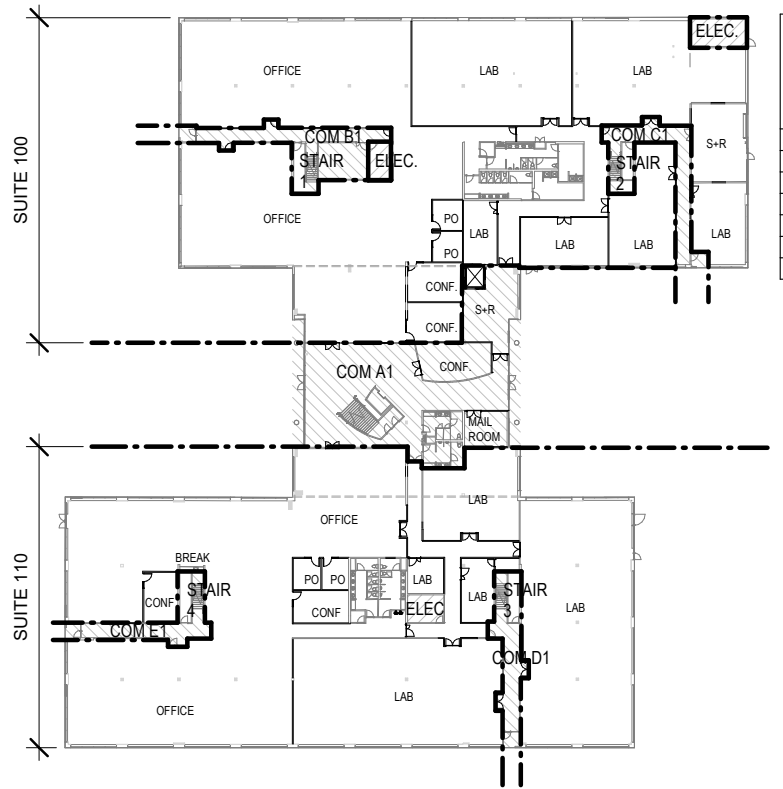 ELEC.
OFFICE
LAB
LAB
SUITE 100
COM B1
COM C1
STAIR
1
ELEC.
STAIR
2
S+R
OFFICE
PO
PO
LAB
LAB
LAB
LAB
CONF.
CONF.
S+R
COM A1
CONF.
MAIL
ROOM
SUITE 110
LAB
OFFICE
BREAK
STAIR
4
CONF
PO
PO
CONF
LAB
ELEC
LAB
STAIR
3
LAB
COM E1
COM D1
OFFICE
LAB